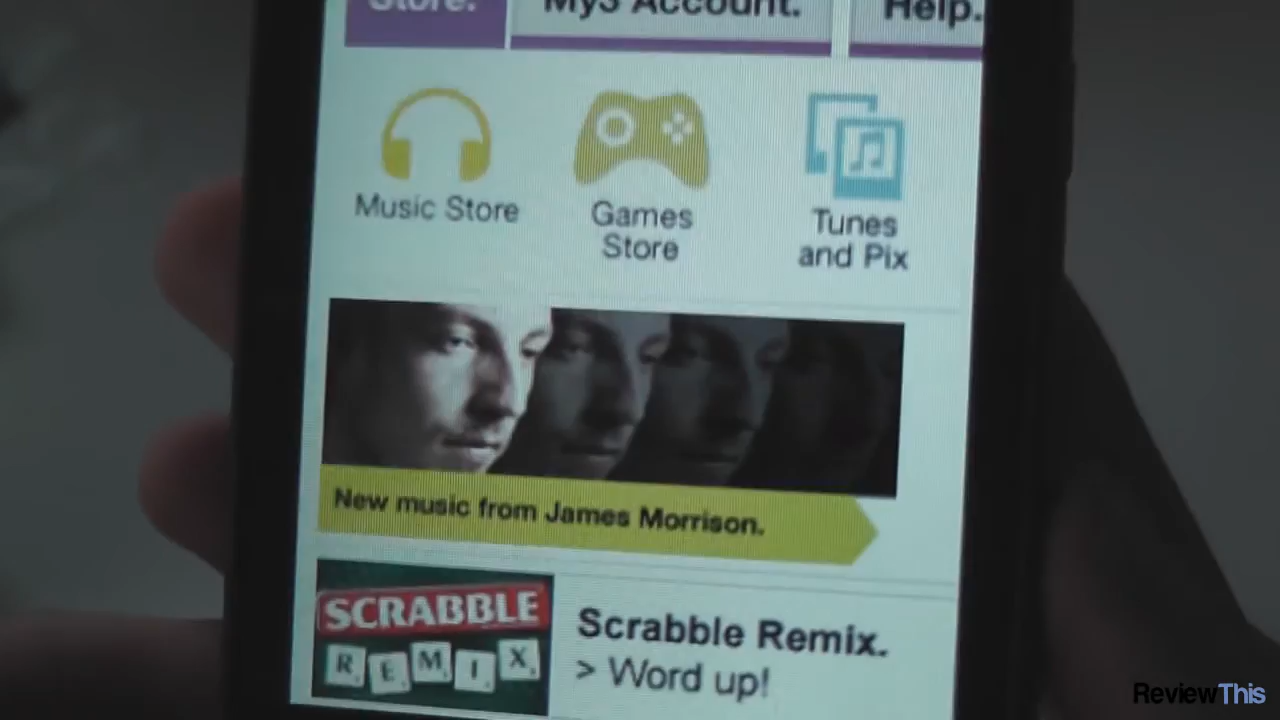 Store. My3 Account. Help.
Music Store Games Store Tunes and Pix
New music from James Morrison.
SCRABBLE
REMIX
Scrabble Remix.
> Word up!
ReviewThis